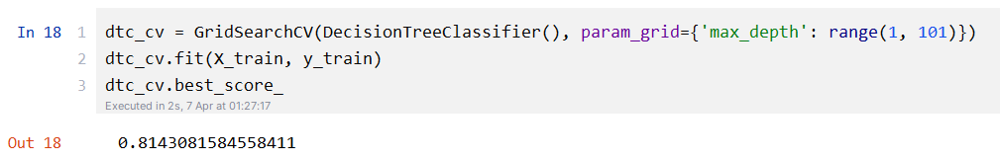 In 18 1 dtc_cv = GridSearchCV(DecisionTreeClassifier(), param_grid={'max_depth': range(1, 101)})
2 dtc_cv.fit(X_train, y_train)
3 dtc_cv.best_score_
Executed in 2s, 7 Apr at 01:27:17
Out 18 0.8143081584558411